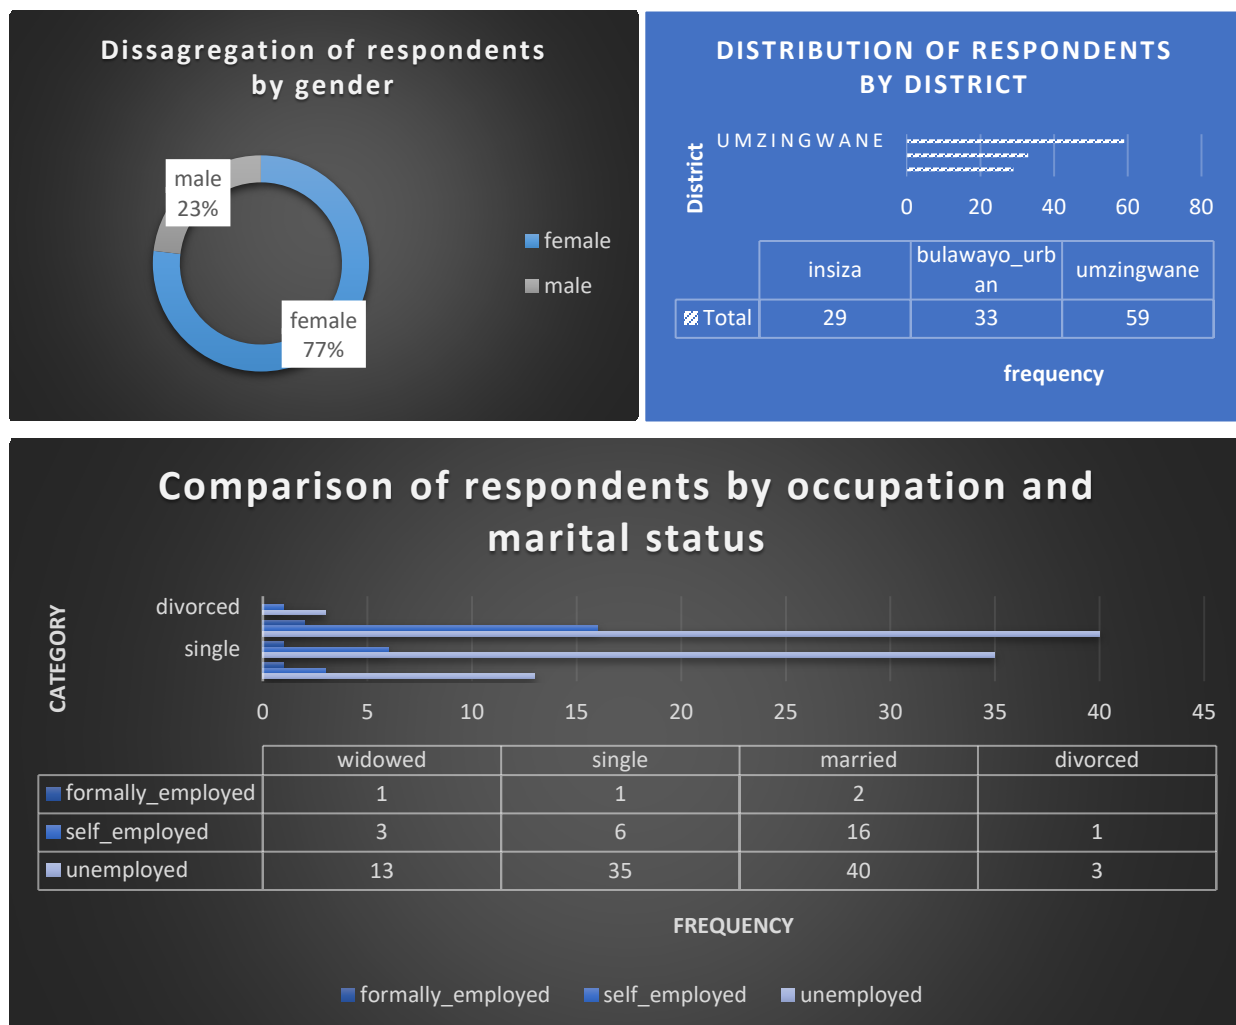 Dissagregation of respondents
by gender
male
23%
female
77%
female
male
DISTRIBUTION OF RESPONDENTS
BY DISTRICT
District
UMZINGWANE
0 20 40 60 80
insiza bulawayo_urb
an umzingwane
Total 29 33 59
frequency
Comparison of respondents by occupation and
marital status
CATEGORY
divorced
single
0 5 10 15 20 25 30 35 40 45
widowed single married divorced
formally_employed 1 1 2
self_employed 3 6 16 1
unemployed 13 35 40 3
FREQUENCY
formally_employed self_employed unemployed